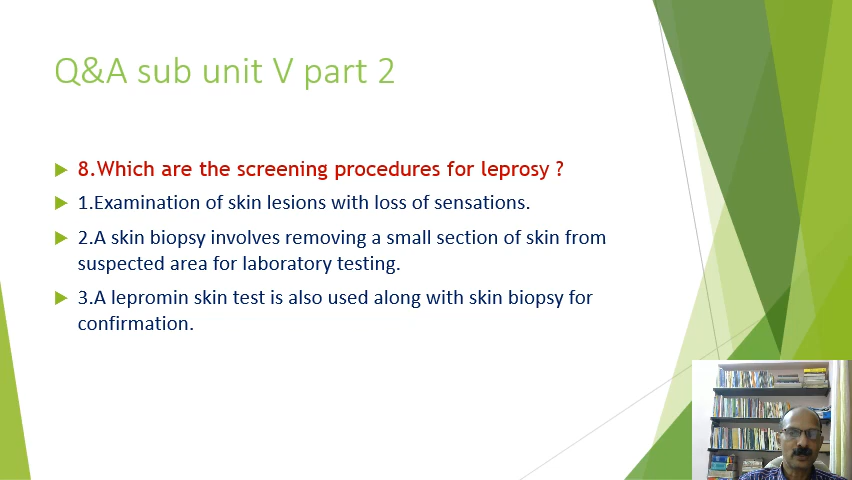 Q&A sub unit V part 2
8.Which are the screening procedures for leprosy ?
1.Examination of skin lesions with loss of sensations.
2.A skin biopsy involves removing a small section of skin from
suspected area for laboratory testing.
3.A lepromin skin test is also used along with skin biopsy for
confirmation.